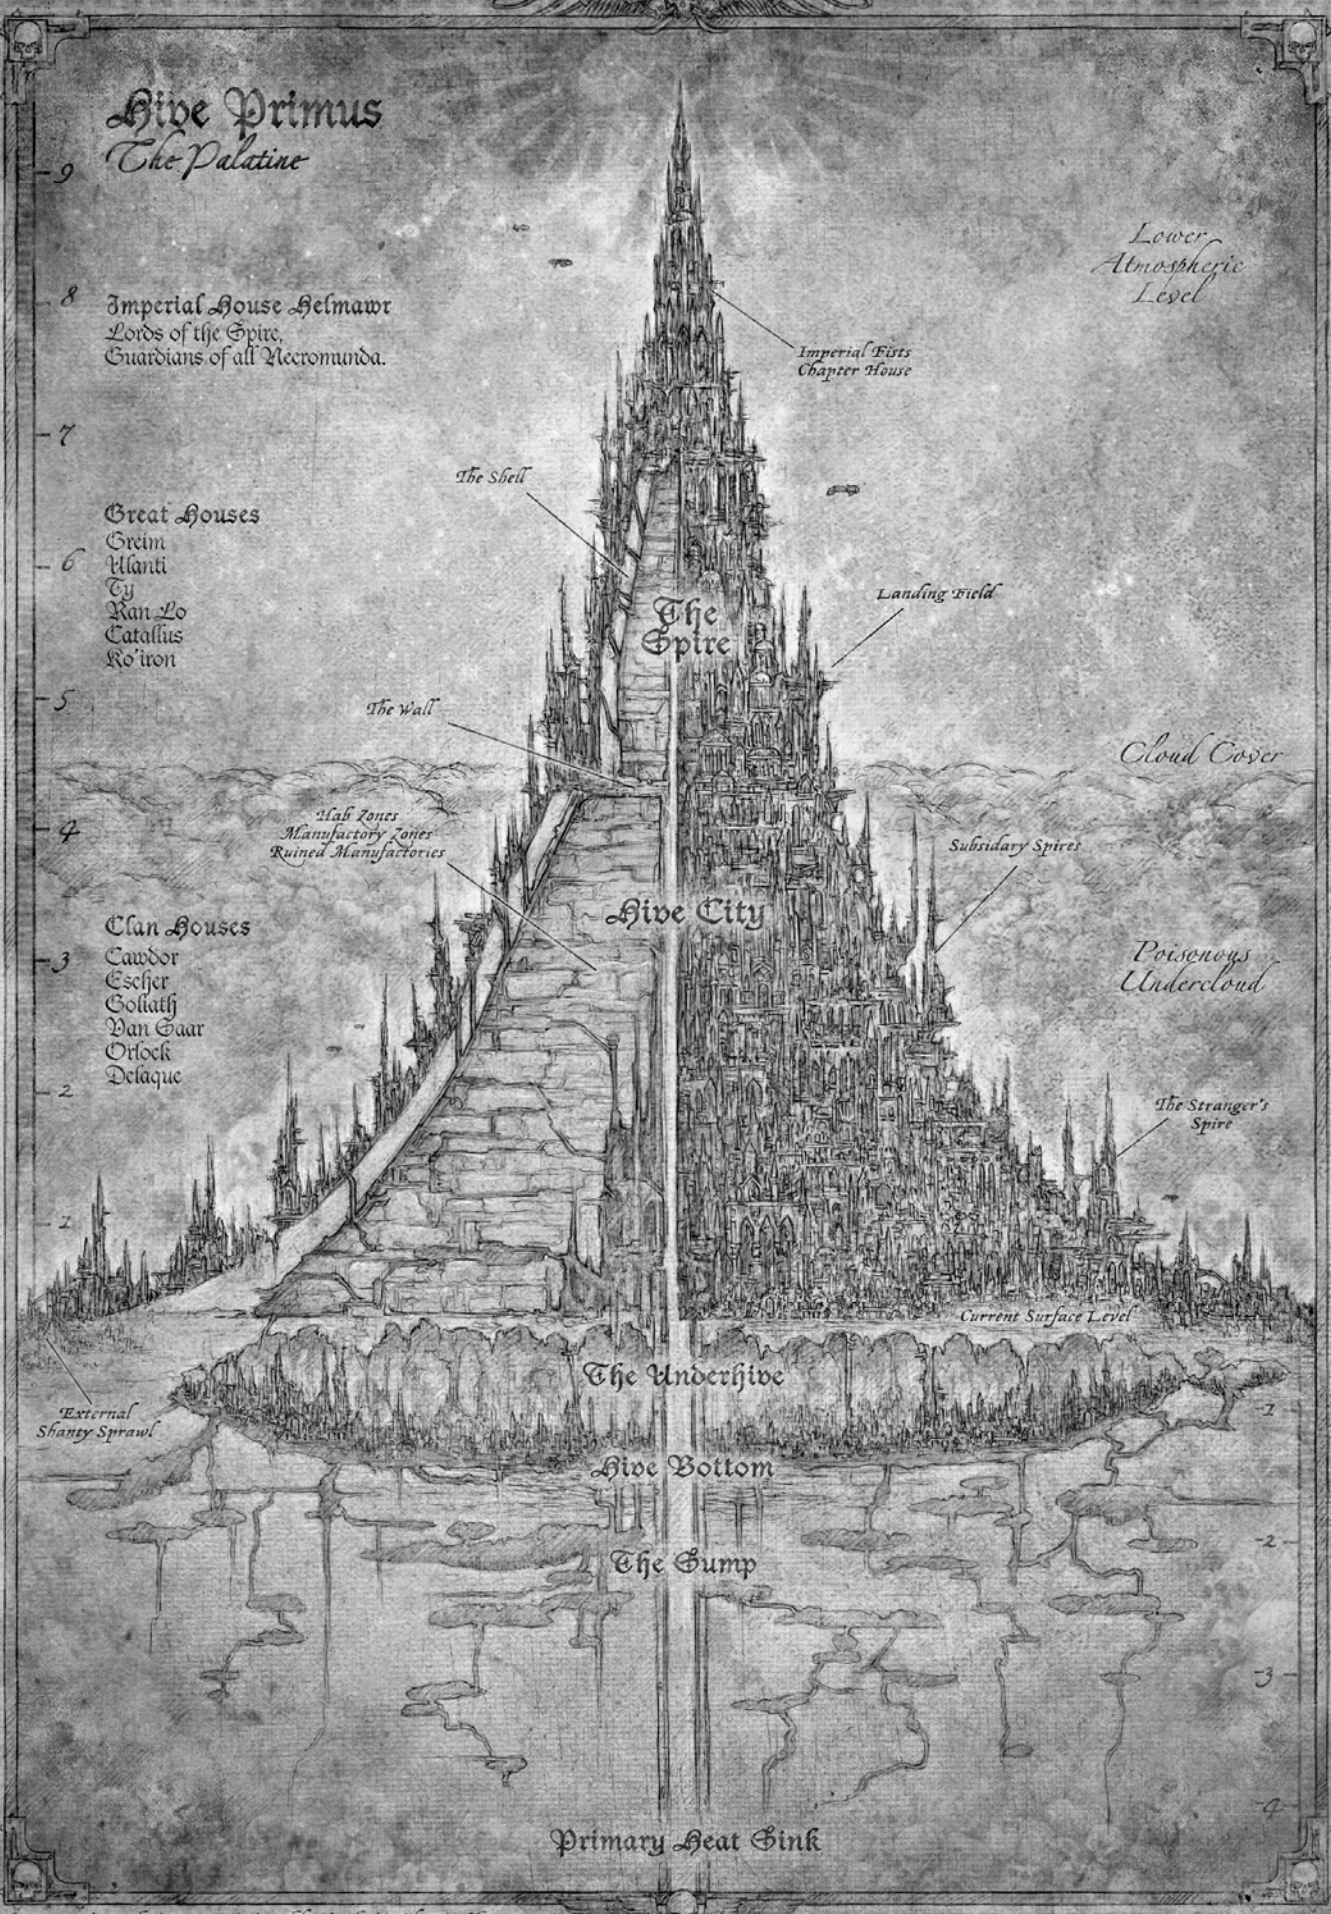 Hive Primus
The Palatine
9
Lower
Atmospheric
Level
8
Imperial House Helmawr
Lords of the Spire,
Guardians of all Necromunda.
Imperial Fists
Chapter House
7
The Shell
Great Houses
Greim
Ulanti
Ty
Ran Lo
Catallus
Ko'iron
6
Landing Field
The
Spire
5
The Wall
Cloud Cover
4
Hab Zones
Manufactory Zones
Ruined Manufactories
Subsidary Spires
Hive City
Clan Houses
Cawdor
Escher
Goliath
Van Saar
Orlock
Delaque
3
Poisonous
Undercloud
2
The Stranger's
Spire
1
Current Surface Level
The Underhive
External
Shanty Sprawl
-1
Hive Bottom
-2
The Sump
-3
-4
Primary Heat Sink